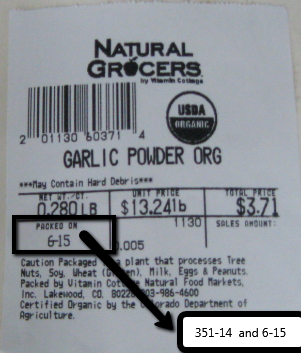 NATURAL
GROCERS
by Vitamin Cottage
USDA
ORGANIC
2 01130 60371 4
GARLIC POWDER ORG
***May Contain Hard Debris***
NET WT./CT. UNIT PRICE TOTAL PRICE
0.280 LB $13.24lb $3.71
PACKED ON 1130 SALES AMOUNT:
6-15
0.005
Caution Packaged a plant that processes Tree
Nuts, Soy, Wheat (Gluten), Milk, Eggs & Peanuts.
Packed by Vitamin Cottage Natural Food Markets,
Inc. Lakewood, CO. 8022 303-986-4600
Certified Organic by the Colorado Department of
Agriculture.
351-14 and 6-15